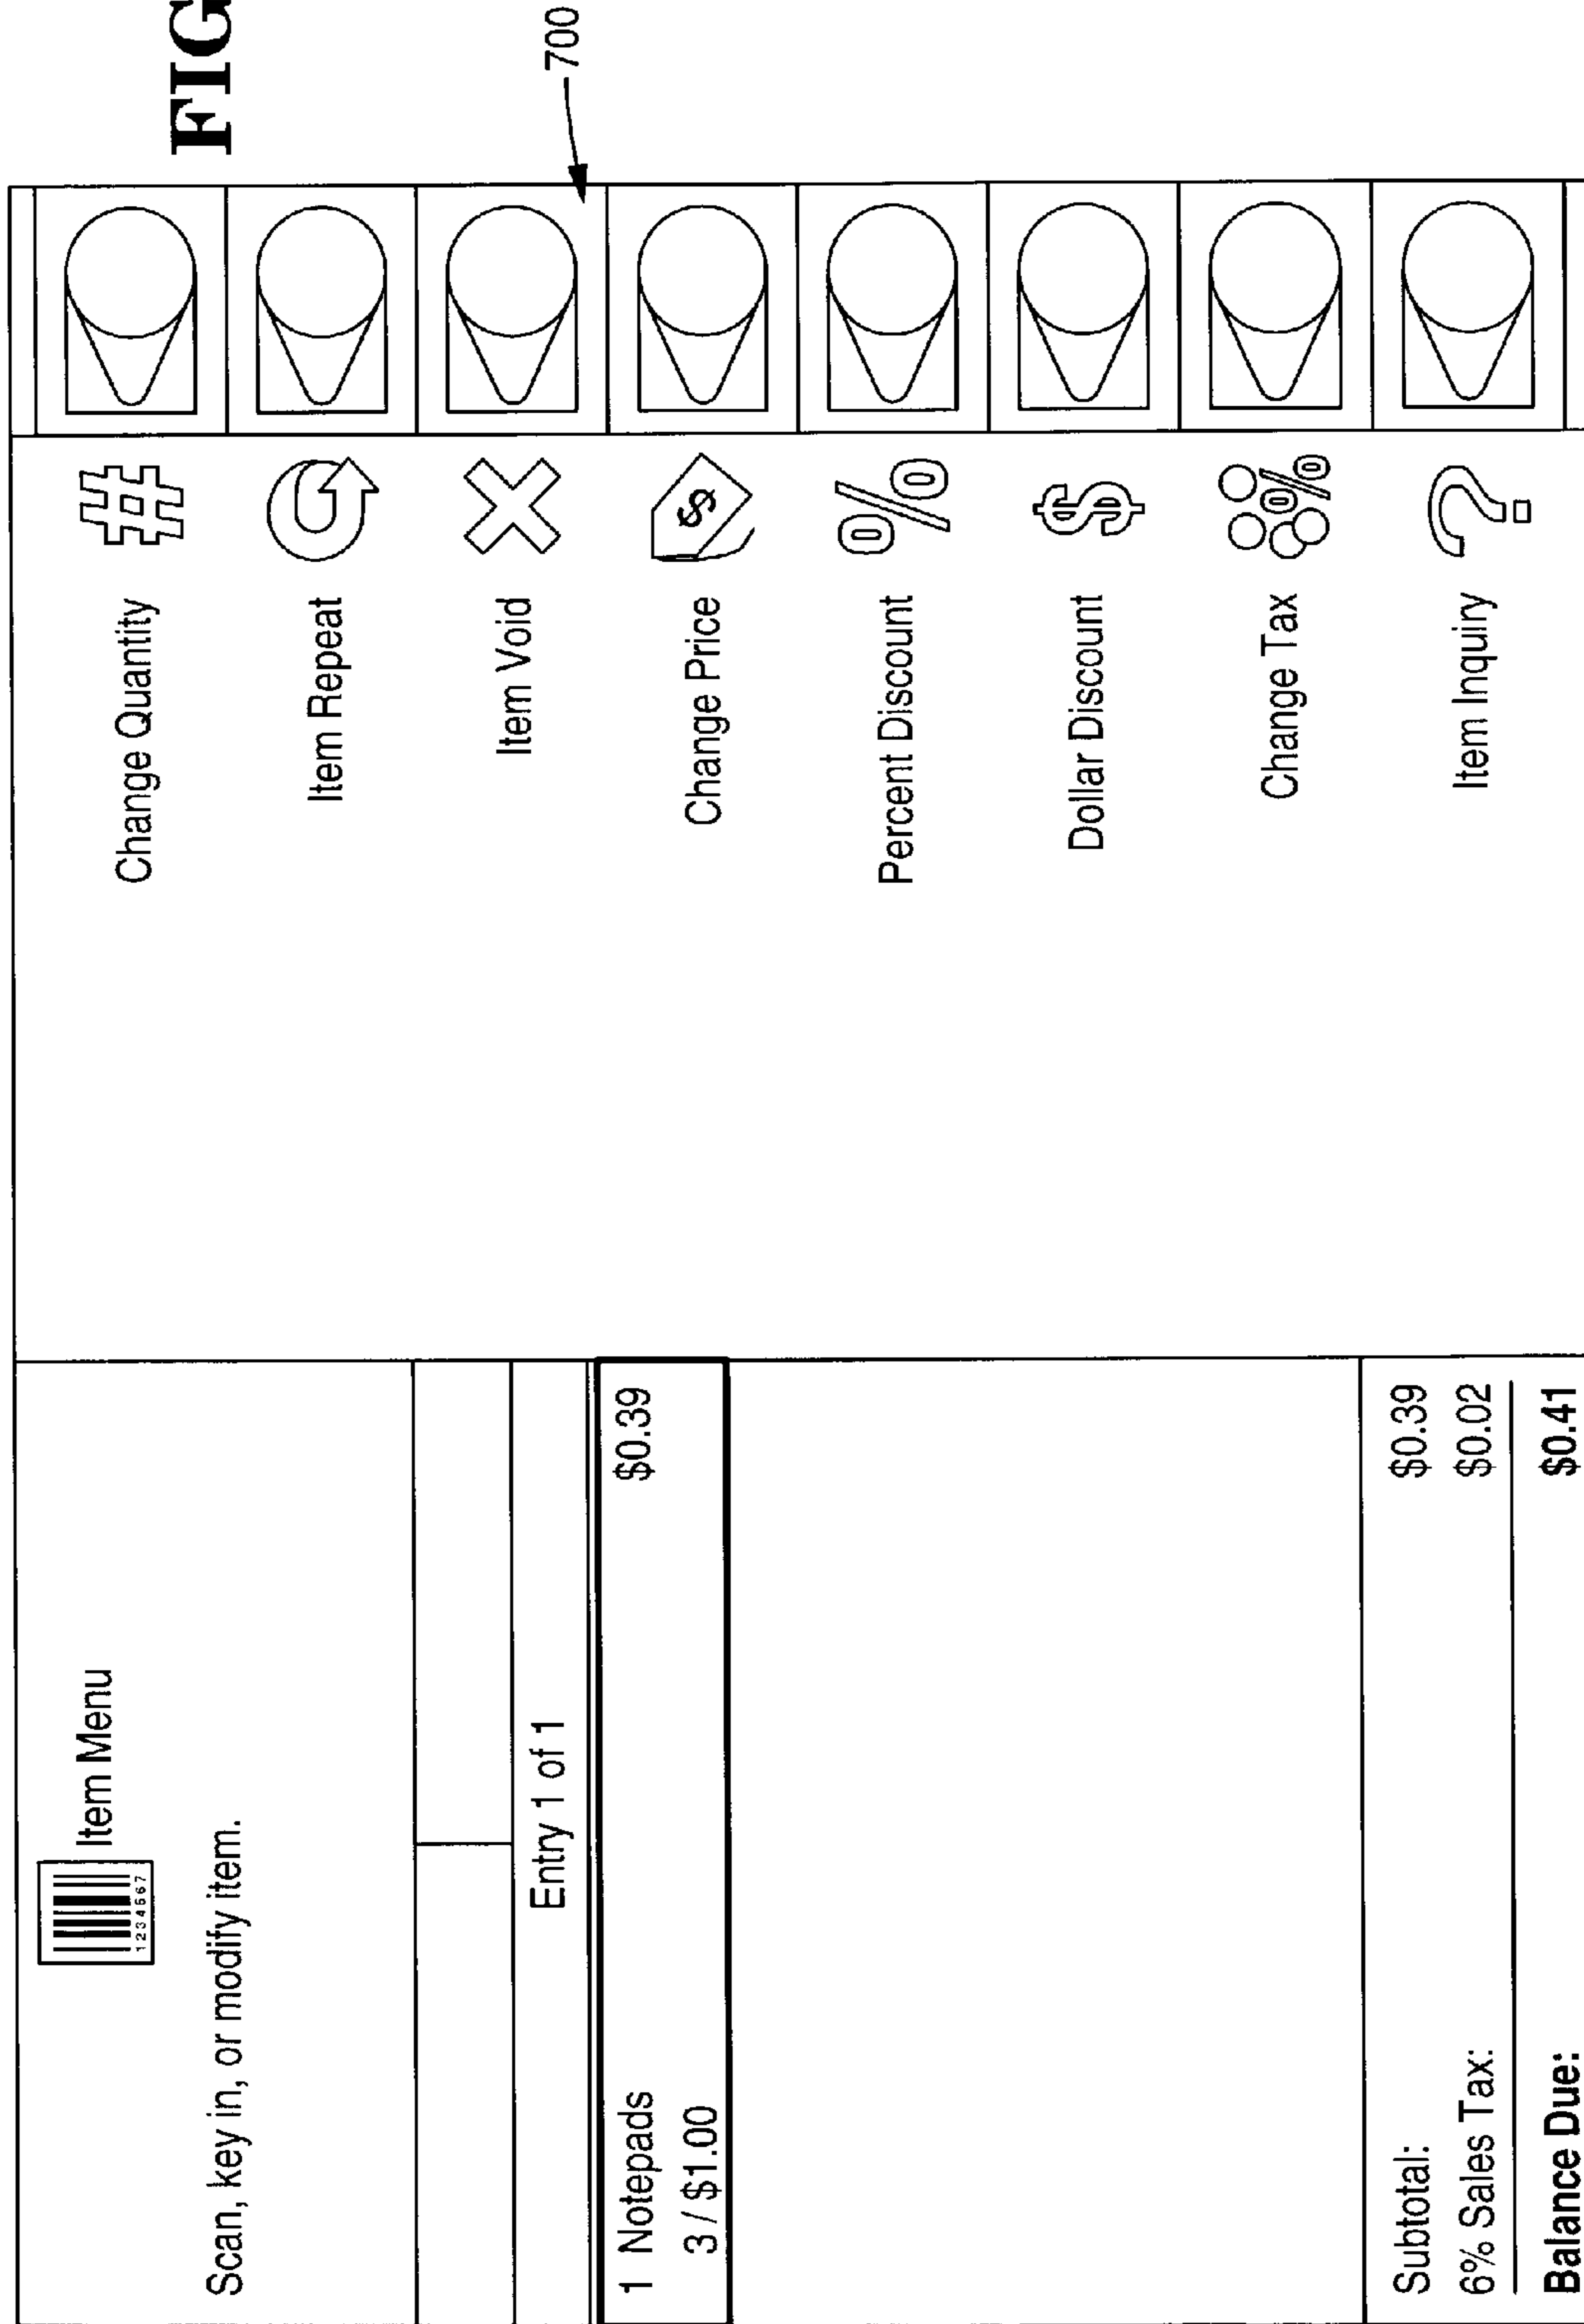 FIG
700
Item Menu
1234567
Scan, key in, or modify item.
Entry 1 of 1
1 Notepads $0.39
3 / $1.00
Subtotal: $0.39
6% Sales Tax: $0.02
Balance Due: $0.41
Change Quantity #
Item Repeat
Item Void
Change Price $
Percent Discount %
Dollar Discount $
Change Tax %
Item Inquiry ?